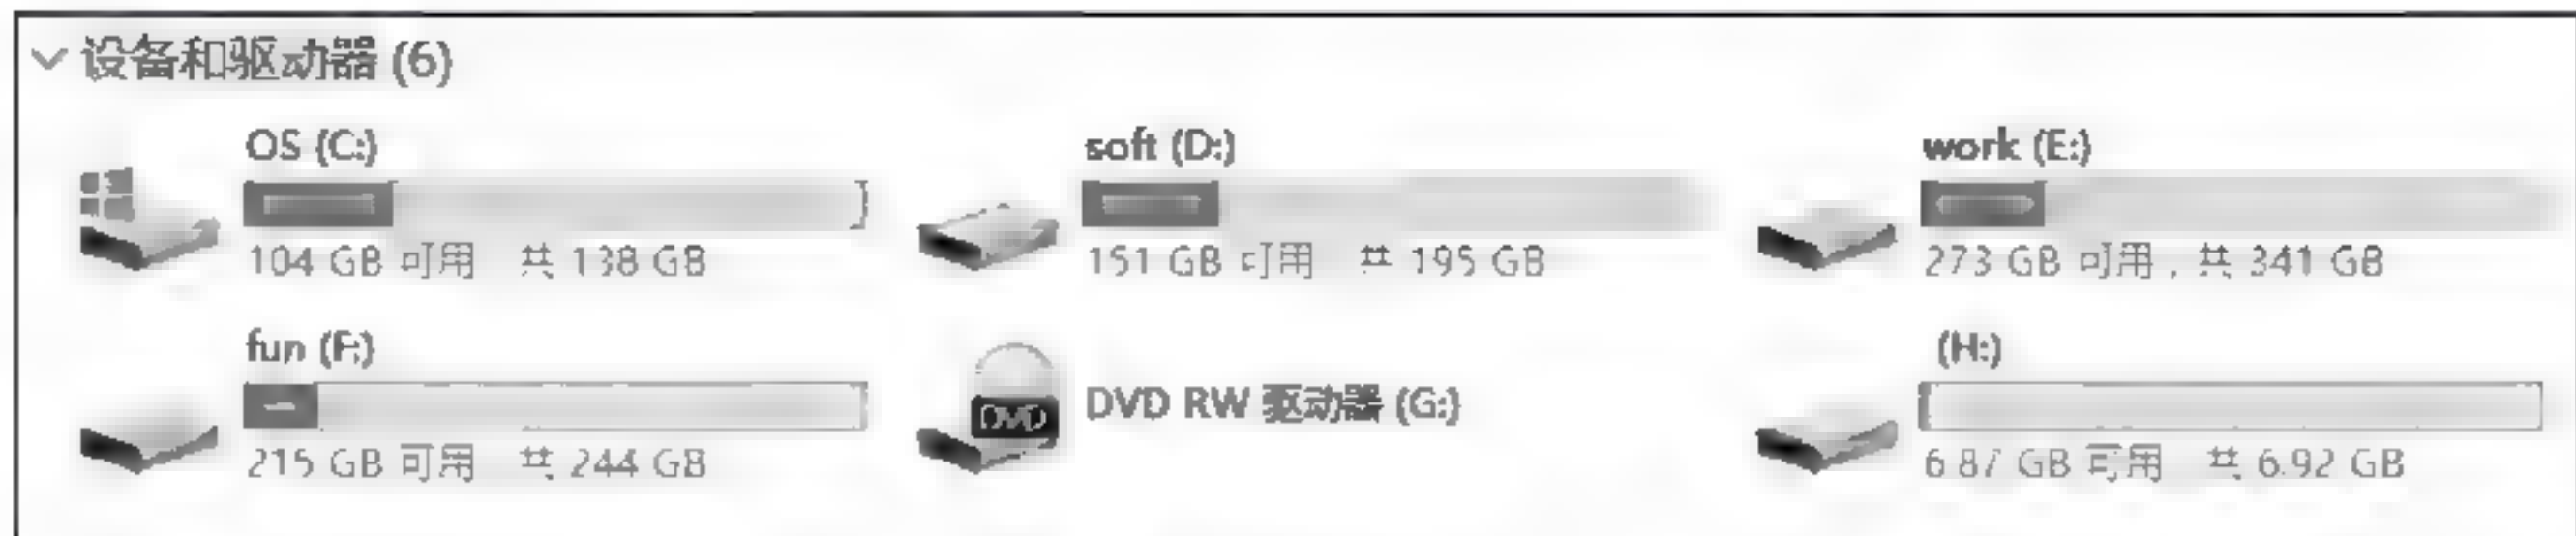 设备和驱动器 (6)
OS (C:)
104 GB 可用 共 138 GB
soft (D:)
151 GB 可用 共 195 GB
work (E:)
273 GB 可用，共 341 GB
fun (F:)
215 GB 可用 共 244 GB
DVD
DVD RW 驱动器 (G:)
(H:)
6.87 GB 可用 共 6.92 GB